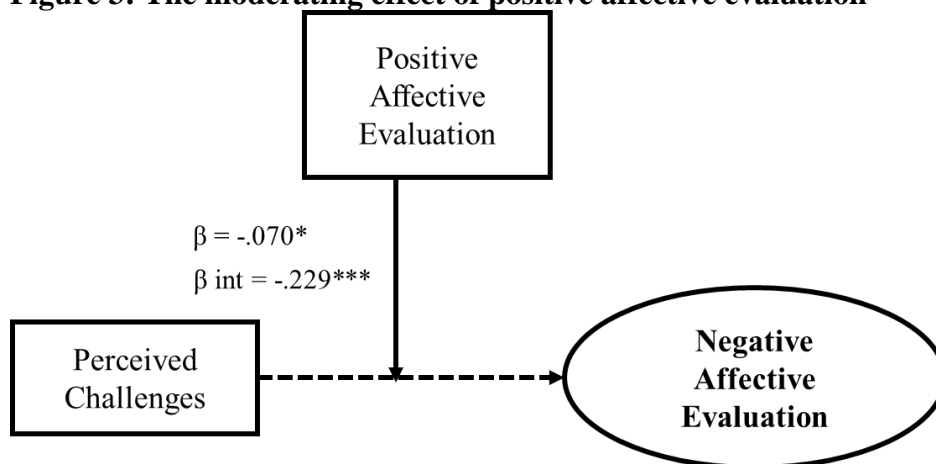 Figure 3: The moderating effect of positive affective evaluation
Positive
Affective
Evaluation
β = -.070*
β int = -.229***
Perceived
Challenges
Negative
Affective
Evaluation